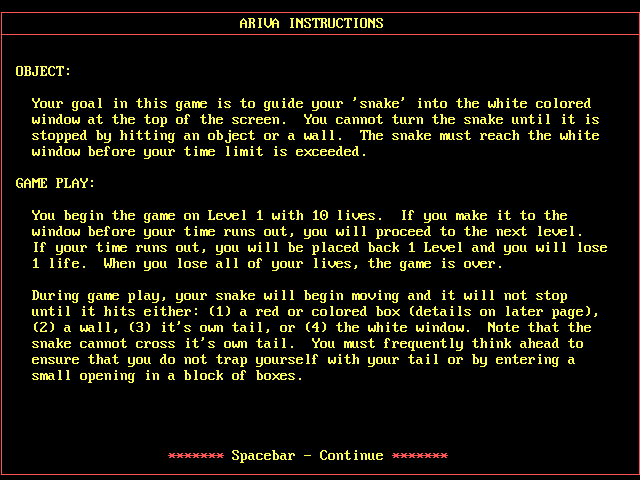 ARIVA INSTRUCTIONS
OBJECT:
Your goal in this game is to guide your 'snake' into the white colored
window at the top of the screen.  You cannot turn the snake until it is
stopped by hitting an object or a wall.  The snake must reach the white
window before your time limit is exceeded.
GAME PLAY:
You begin the game on Level 1 with 10 lives.  If you make it to the
window before your time runs out, you will proceed to the next level.
If your time runs out, you will be placed back 1 Level and you will lose
1 life.  When you lose all of your lives, the game is over.
During game play, your snake will begin moving and it will not stop
until it hits either: (1) a red or colored box (details on later page),
(2) a wall, (3) it's own tail, or (4) the white window.  Note that the
snake cannot cross it's own tail.  You must frequently think ahead to
ensure that you do not trap yourself with your tail or by entering a
small opening in a block of boxes.
******* Spacebar - Continue *******